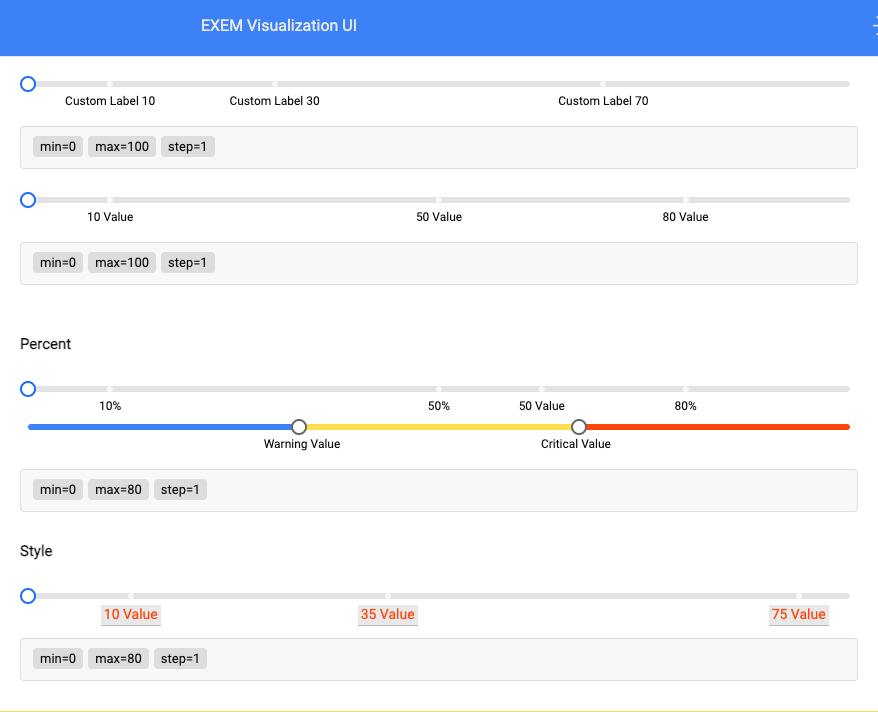 EXEM Visualization UI
Custom Label 10 Custom Label 30 Custom Label 70
min=0 max=100 step=1
10 Value 50 Value 80 Value
min=0 max=100 step=1
Percent
10% 50% 50 Value 80%
Warning Value Critical Value
min=0 max=80 step=1
Style
10 Value 35 Value 75 Value
min=0 max=80 step=1